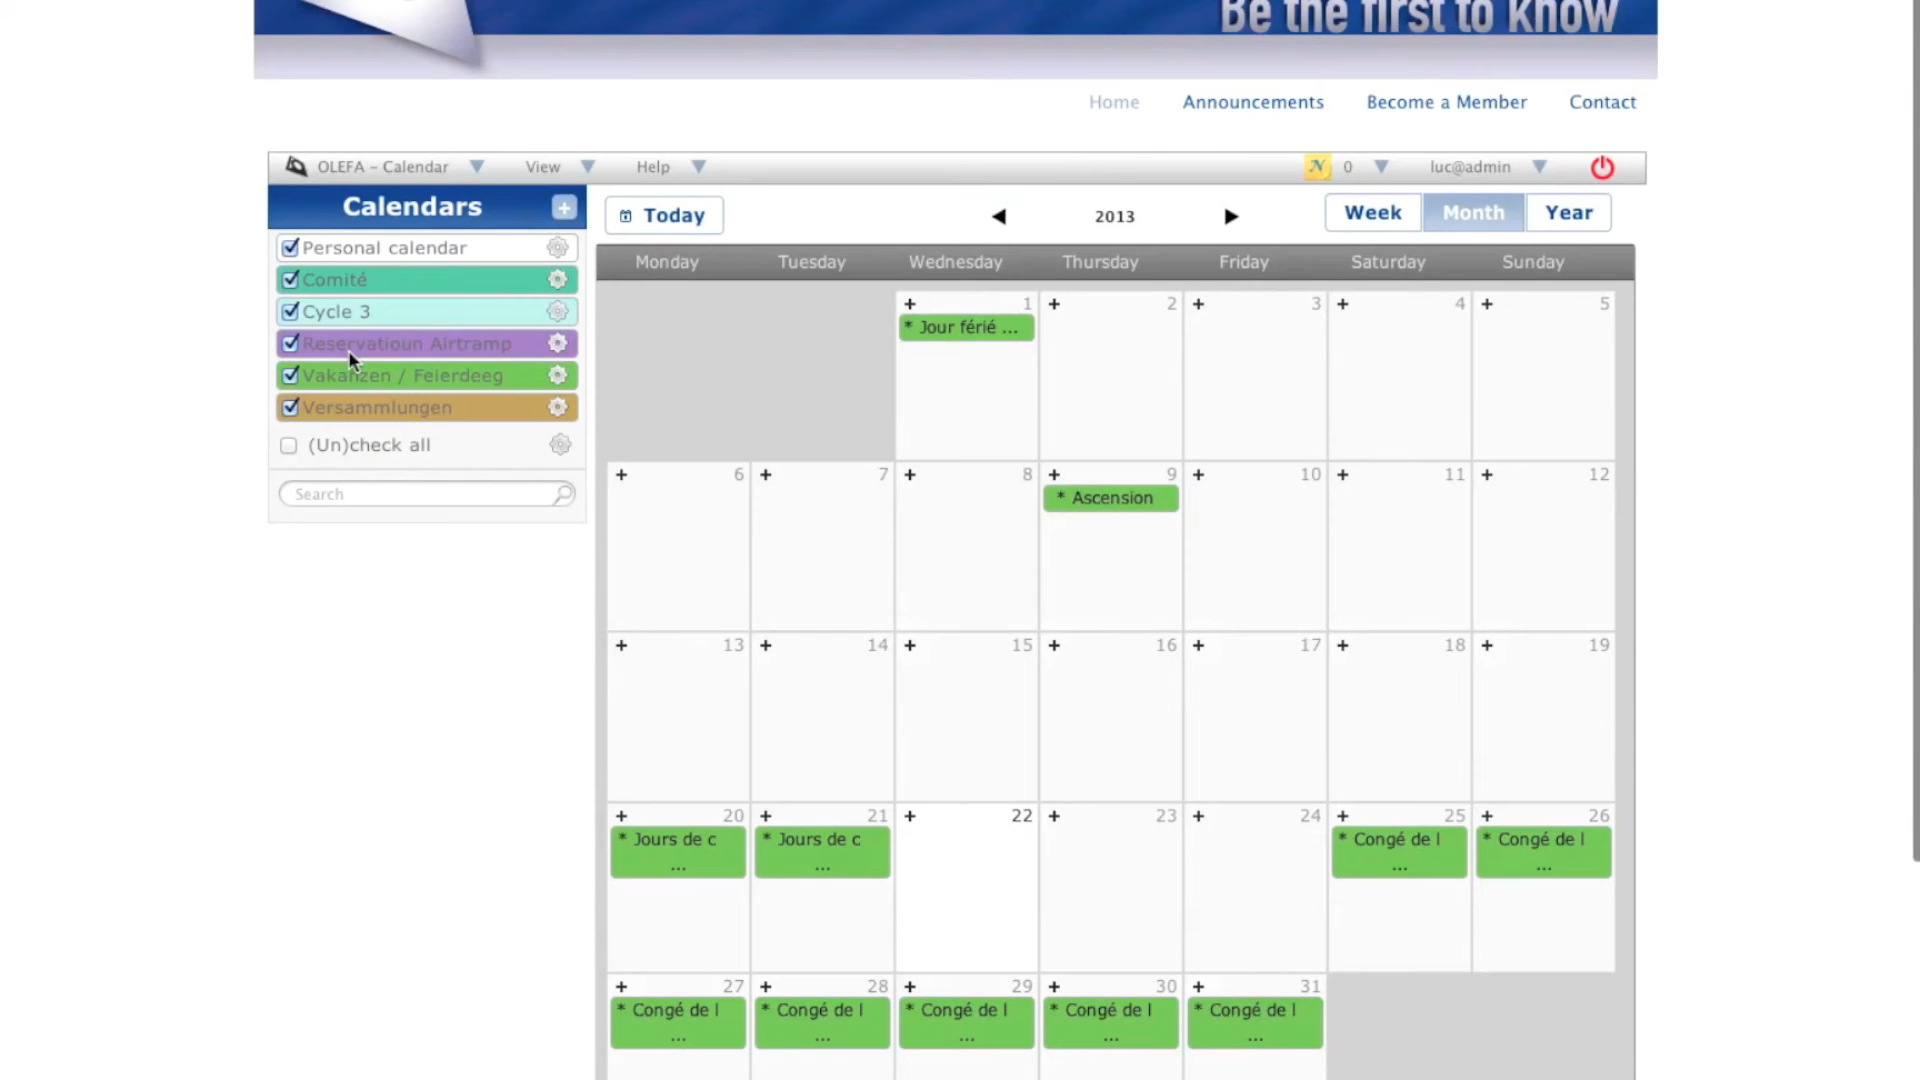 Be the first to know
Home Announcements Become a Member Contact
OLEFA – Calendar View Help N 0 luc@admin
Calendars +
Personal calendar
Comité
Cycle 3
Reservatioun Airtramp
Vakanzen / Feierdeeg
Versammlungen
(Un)check all
Search
Today 2013 Week Month Year
Monday Tuesday Wednesday Thursday Friday Saturday Sunday
+ 1 + 2 + 3 + 4 + 5
* Jour férié ...
+ 6 + 7 + 8 + 9 + 10 + 11 + 12
* Ascension
+ 13 + 14 + 15 + 16 + 17 + 18 + 19
+ 20 + 21 + 22 + 23 + 24 + 25 + 26
* Jours de c * Jours de c * Congé de l * Congé de l
... ... ... ...
+ 27 + 28 + 29 + 30 + 31
* Congé de l * Congé de l * Congé de l * Congé de l * Congé de l
... ... ... ... ...